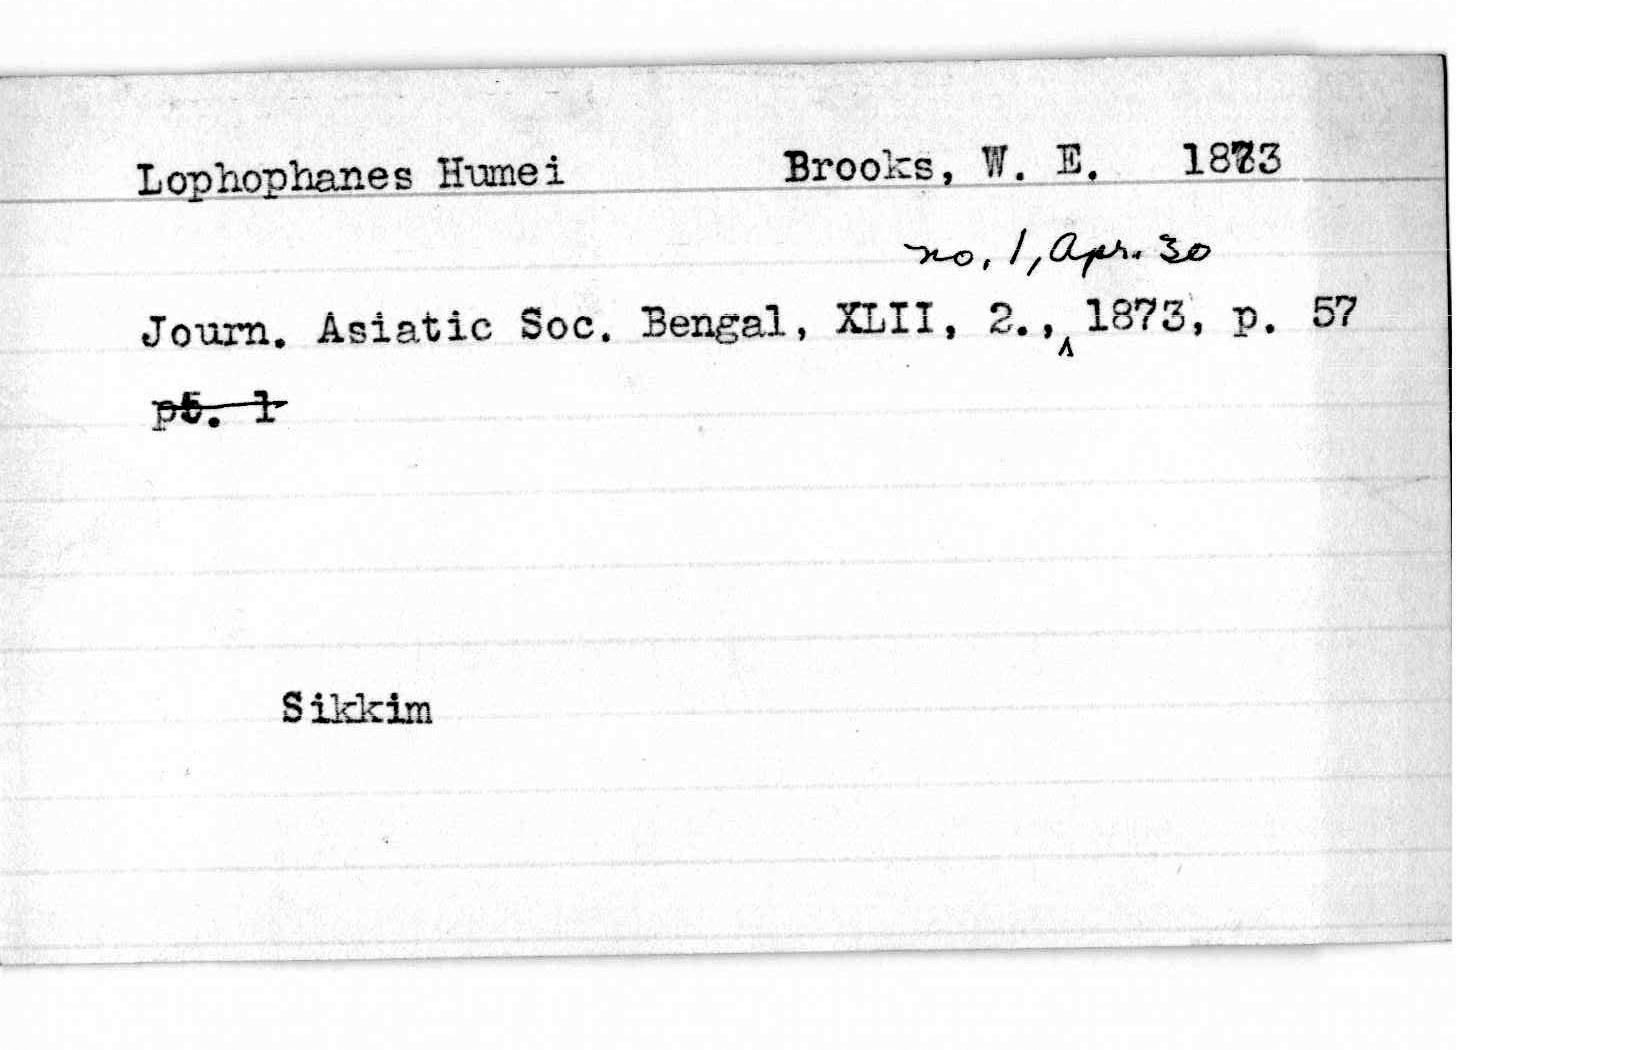 Lophophanes Humei Brooks, W. E. 1873
no. 1, Apr. 30
Journ. Asiatic Soc. Bengal, XLII, 2.,‸ 1873, p. 57
pt. 1
Sikkim